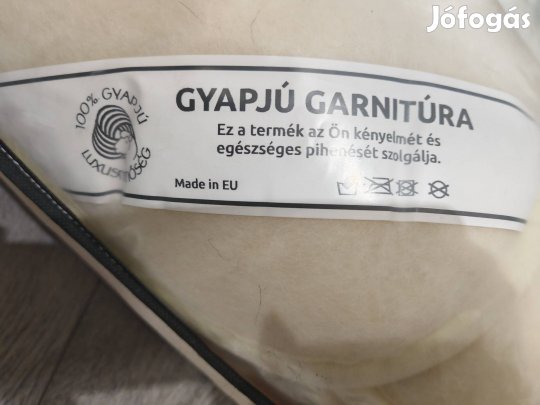 Jófogás
100% GYAPJÚ
LUXUSMINŐSÉG
GYAPJÚ GARNITÚRA
Ez a termék az Ön kényelmét és
egészséges pihenését szolgálja.
Made in EU